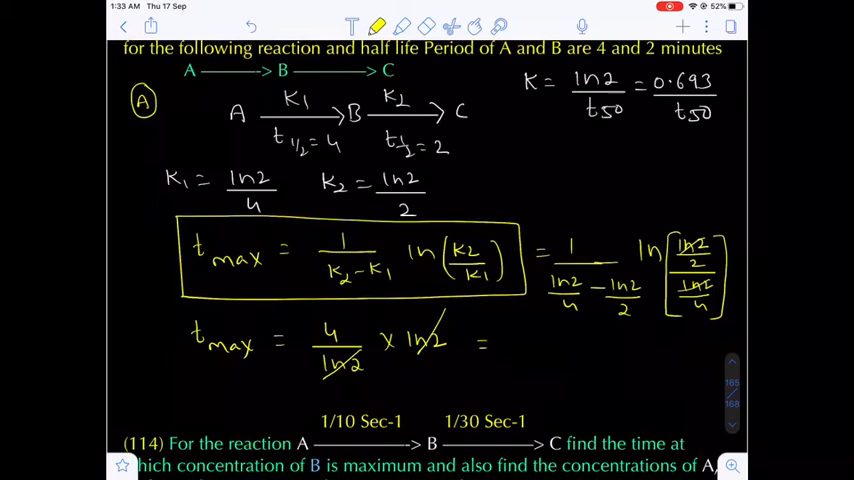 1:33 AM Thu 17 Sep 52%
for the following reaction and half life Period of A and B are 4 and 2 minutes
A ———> B ———> C
K = ln2/t50 = 0.693/t50
A
A —K1→ B —K2→ C
t1/2 = 4 t1/2 = 2
K1 = ln2/4 K2 = ln2/2
tmax = 1/(K2-K1) ln(K2/K1) = 1/(ln2/4 - ln2/2) ln[(ln2/2)/(ln2/4)]
tmax = 4/ln2 × ln2 =
165
168
1/10 Sec-1 1/30 Sec-1
(114) For the reaction A ————> B ————> C find the time at
which concentration of B is maximum and also find the concentrations of A,